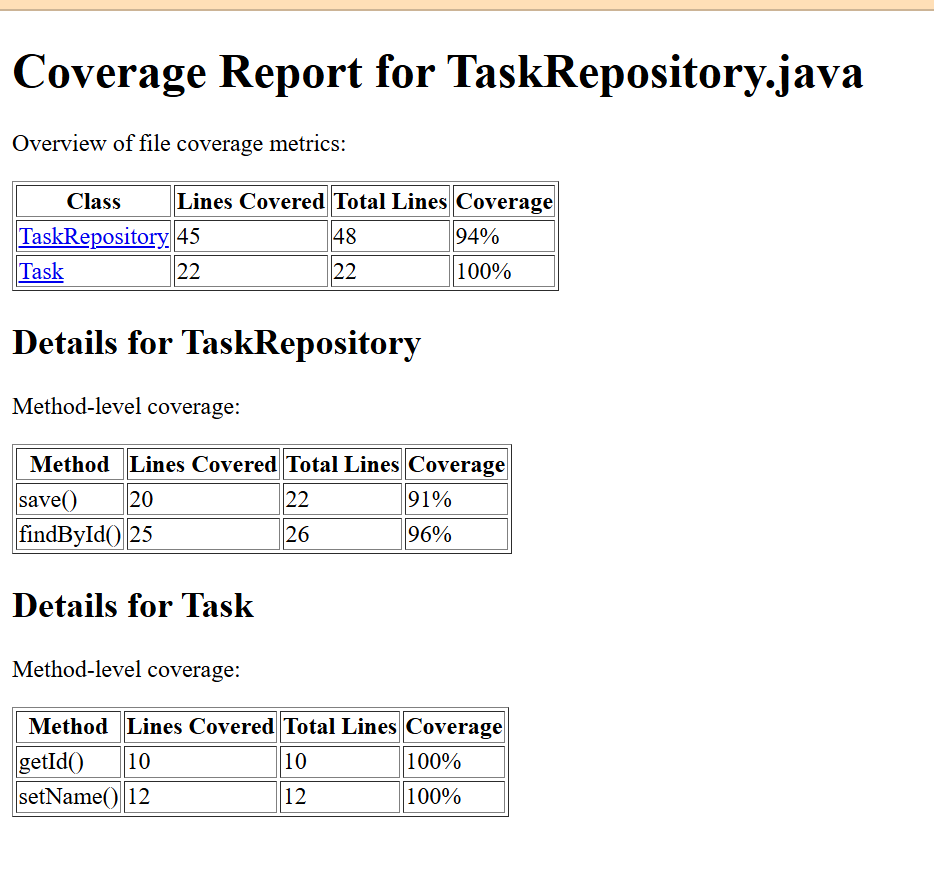 Coverage Report for TaskRepository.java
Overview of file coverage metrics:
Class Lines Covered Total Lines Coverage
TaskRepository 45 48 94%
Task 22 22 100%
Details for TaskRepository
Method-level coverage:
Method Lines Covered Total Lines Coverage
save() 20 22 91%
findById() 25 26 96%
Details for Task
Method-level coverage:
Method Lines Covered Total Lines Coverage
getId() 10 10 100%
setName() 12 12 100%